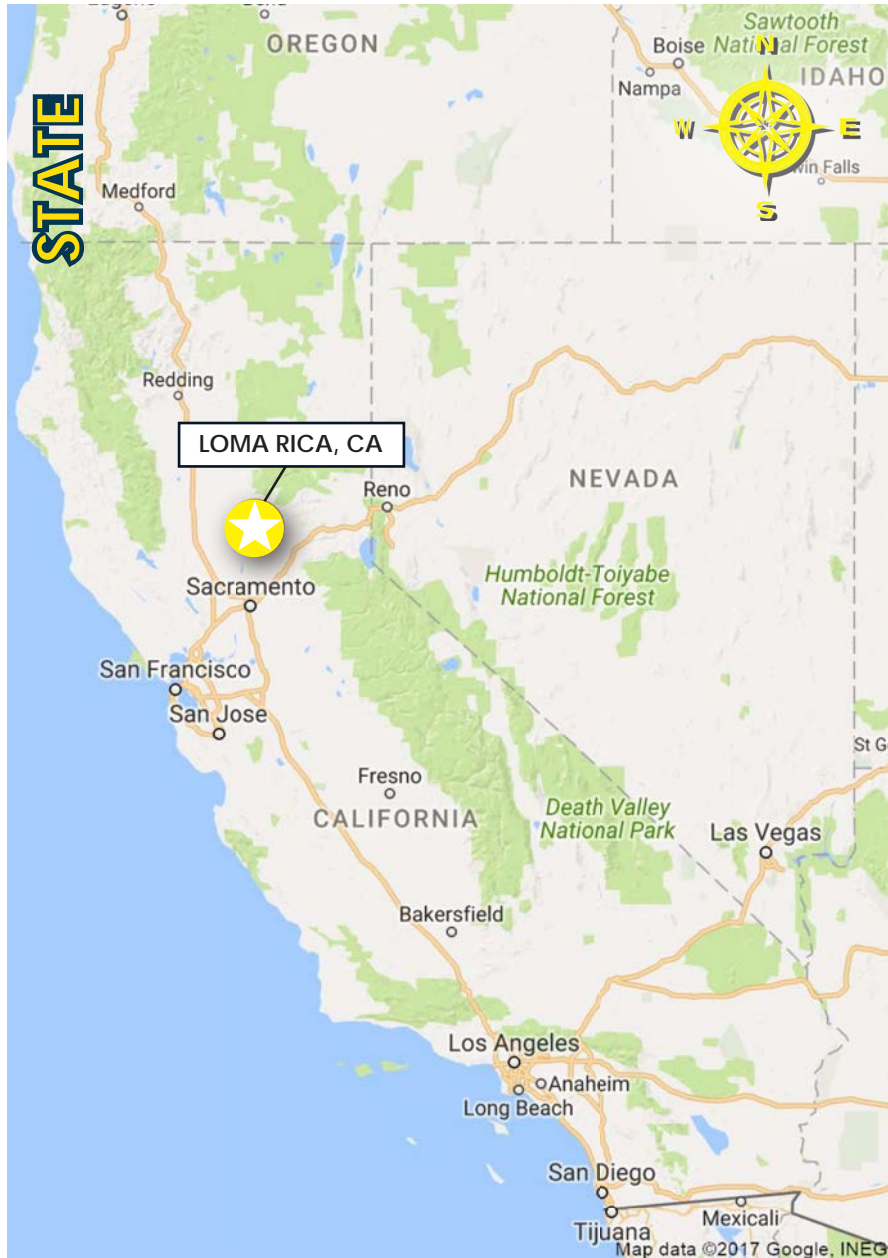 OREGON
Sawtooth
National Forest
Boise
N
Nampa
IDAHO
STATE
W
E
Medford
S
Redding
LOMA RICA, CA
Reno
NEVADA
Humboldt-Toiyabe
National Forest
Sacramento
San Francisco
San Jose
St G
Fresno
CALIFORNIA
Death Valley
National Park
Las Vegas
Bakersfield
Los Angeles
Anaheim
Long Beach
San Diego
Tijuana
Mexicali
Map data ©2017 Google, INEG